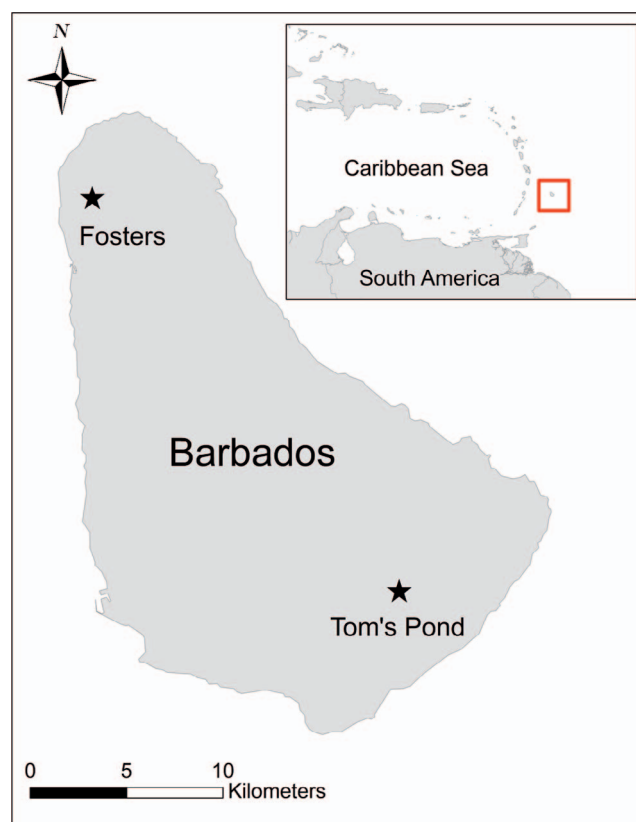 N
Caribbean Sea
South America
Fosters
Barbados
Tom's Pond
0 5 10
Kilometers